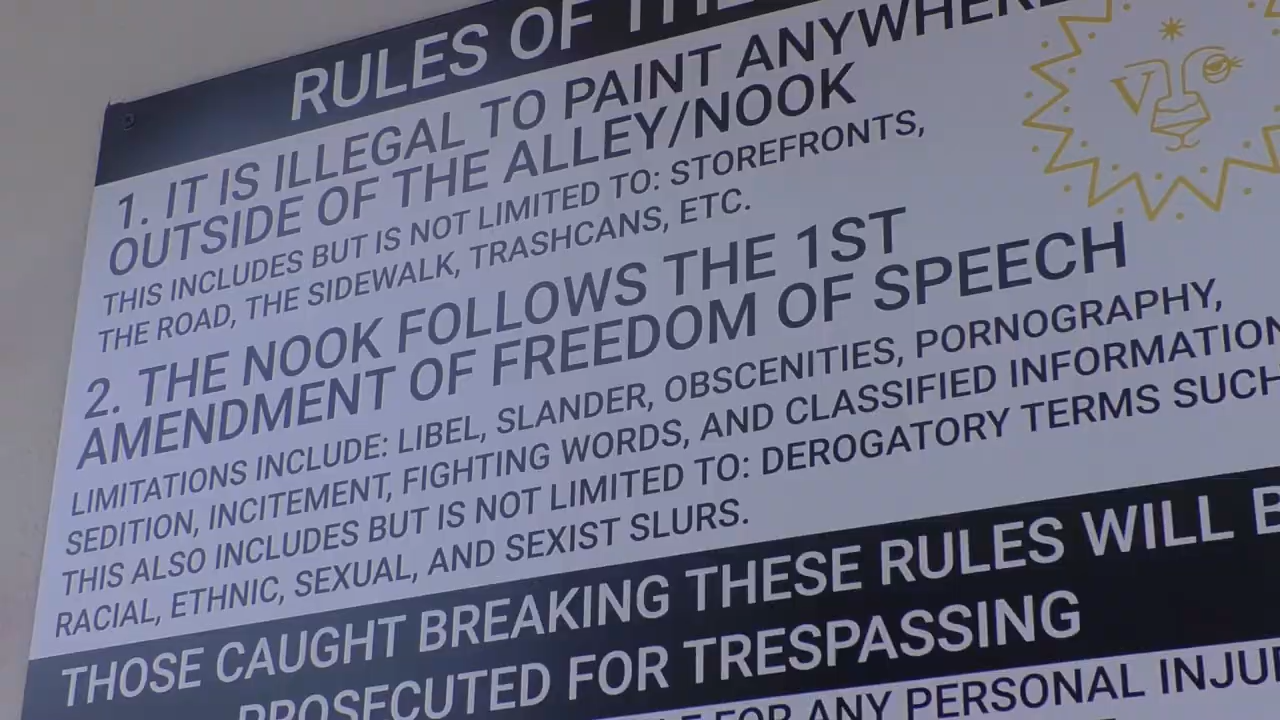 RULES OF THE
1. IT IS ILLEGAL TO PAINT ANYWHERE
OUTSIDE OF THE ALLEY/NOOK
THIS INCLUDES BUT IS NOT LIMITED TO: STOREFRONTS,
THE ROAD, THE SIDEWALK, TRASHCANS, ETC.
2. THE NOOK FOLLOWS THE 1ST
AMENDMENT OF FREEDOM OF SPEECH
LIMITATIONS INCLUDE: LIBEL, SLANDER, OBSCENITIES, PORNOGRAPHY,
SEDITION, INCITEMENT, FIGHTING WORDS, AND CLASSIFIED INFORMATION
THIS ALSO INCLUDES BUT IS NOT LIMITED TO: DEROGATORY TERMS SUCH
RACIAL, ETHNIC, SEXUAL, AND SEXIST SLURS.
THOSE CAUGHT BREAKING THESE RULES WILL B
PROSECUTED FOR TRESPASSING
FOR ANY PERSONAL INJU